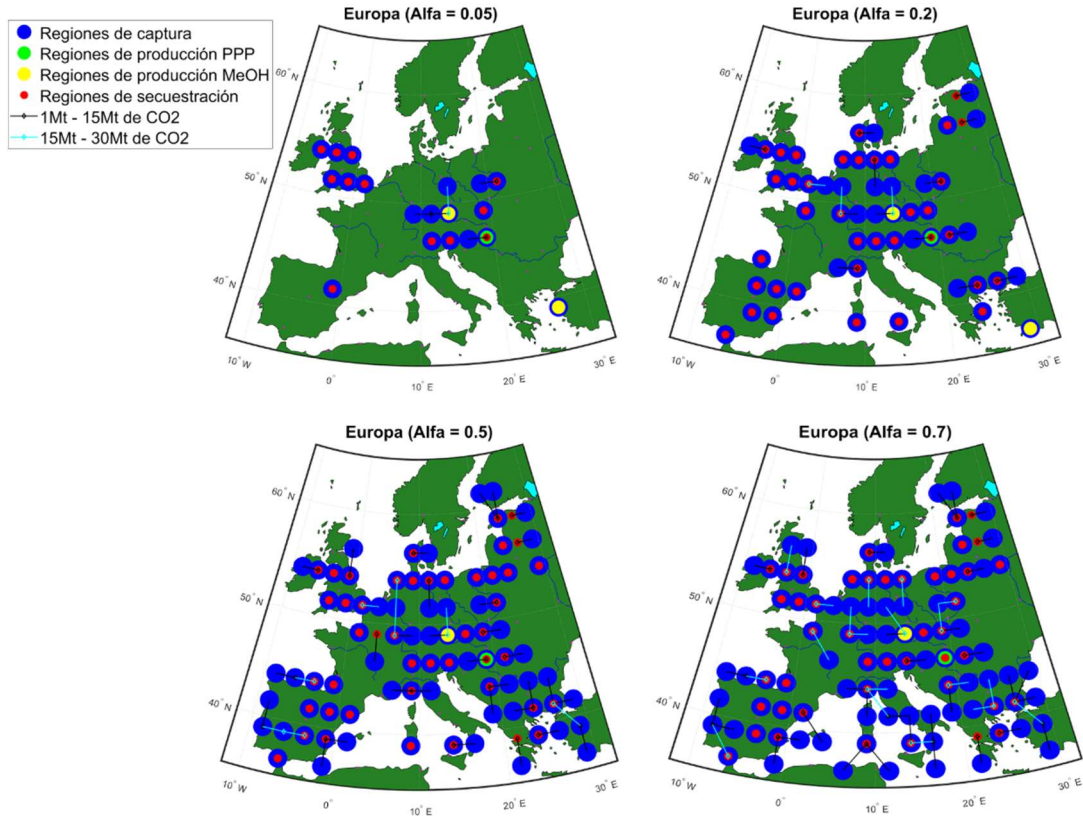 Regiones de captura
Regiones de producción PPP
Regiones de producción MeOH
Regiones de secuestración
1Mt - 15Mt de CO2
15Mt - 30Mt de CO2
Europa (Alfa = 0.05)
60° N
50° N
40° N
10° W
0°
10° E
20° E
30° E
Europa (Alfa = 0.2)
60° N
50° N
40° N
10° W
0°
10° E
20° E
30° E
Europa (Alfa = 0.5)
60° N
50° N
40° N
10° W
0°
10° E
20° E
30° E
Europa (Alfa = 0.7)
60° N
50° N
40° N
10° W
0°
10° E
20° E
30° E